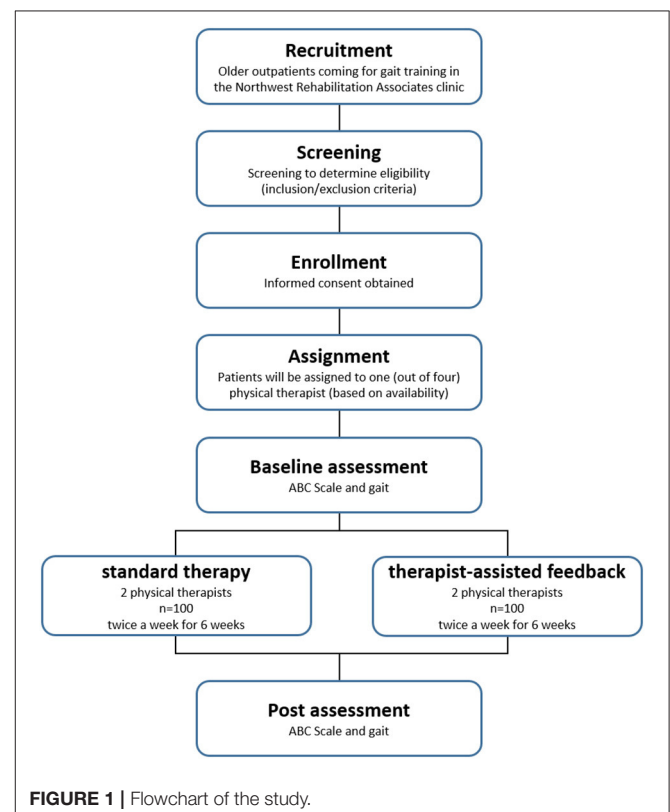 Recruitment
Older outpatients coming for gait training in
the Northwest Rehabilitation Associates clinic
Screening
Screening to determine eligibility
(inclusion/exclusion criteria)
Enrollment
Informed consent obtained
Assignment
Patients will be assigned to one (out of four)
physical therapist (based on availability)
Baseline assessment
ABC Scale and gait
standard therapy
2 physical therapists
n=100
twice a week for 6 weeks
therapist-assisted feedback
2 physical therapists
n=100
twice a week for 6 weeks
Post assessment
ABC Scale and gait
FIGURE 1 | Flowchart of the study.